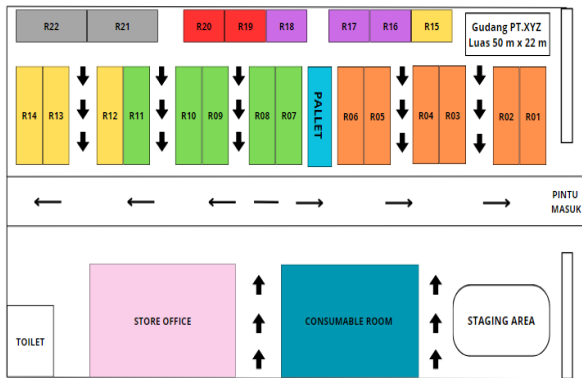 R22
R21
R20
R19
R18
R17
R16
R15
Gudang PT.XYZ
Luas 50 m x 22 m
R14
R13
R12
R11
R10
R09
R08
R07
PALLET
R06
R05
R04
R03
R02
R01
PINTU
MASUK
STORE OFFICE
CONSUMABLE ROOM
STAGING AREA
TOILET